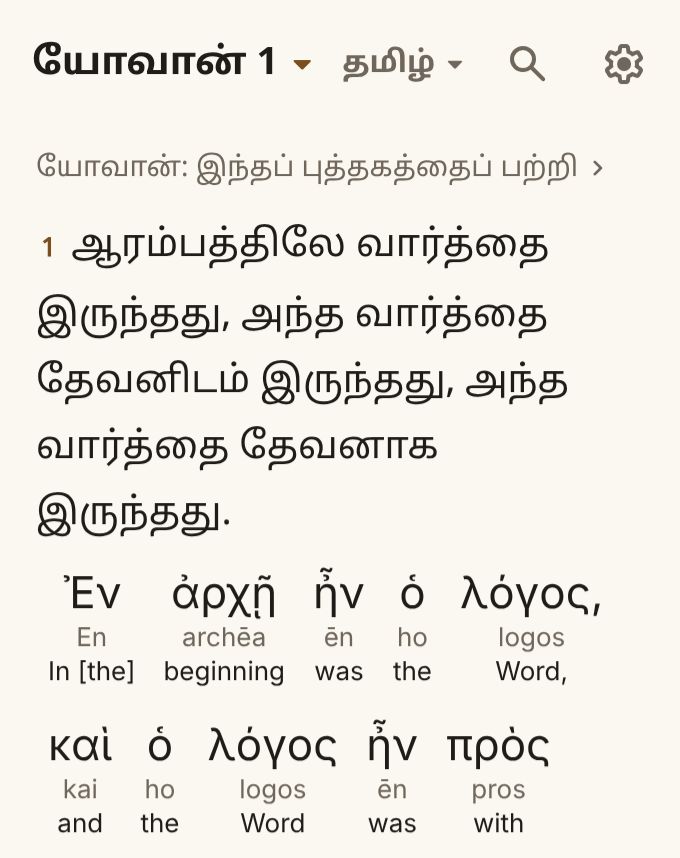 யோவான் 1 தமிழ்
யோவான்: இந்தப் புத்தகத்தைப் பற்றி
1 ஆரம்பத்திலே வார்த்தை
இருந்தது, அந்த வார்த்தை
தேவனிடம் இருந்தது, அந்த
வார்த்தை தேவனாக
இருந்தது.
Ἐν ἀρχῇ ἦν ὁ λόγος,
En archēa ēn ho logos
In [the] beginning was the Word,
καὶ ὁ λόγος ἦν πρὸς
kai ho logos ēn pros
and the Word was with